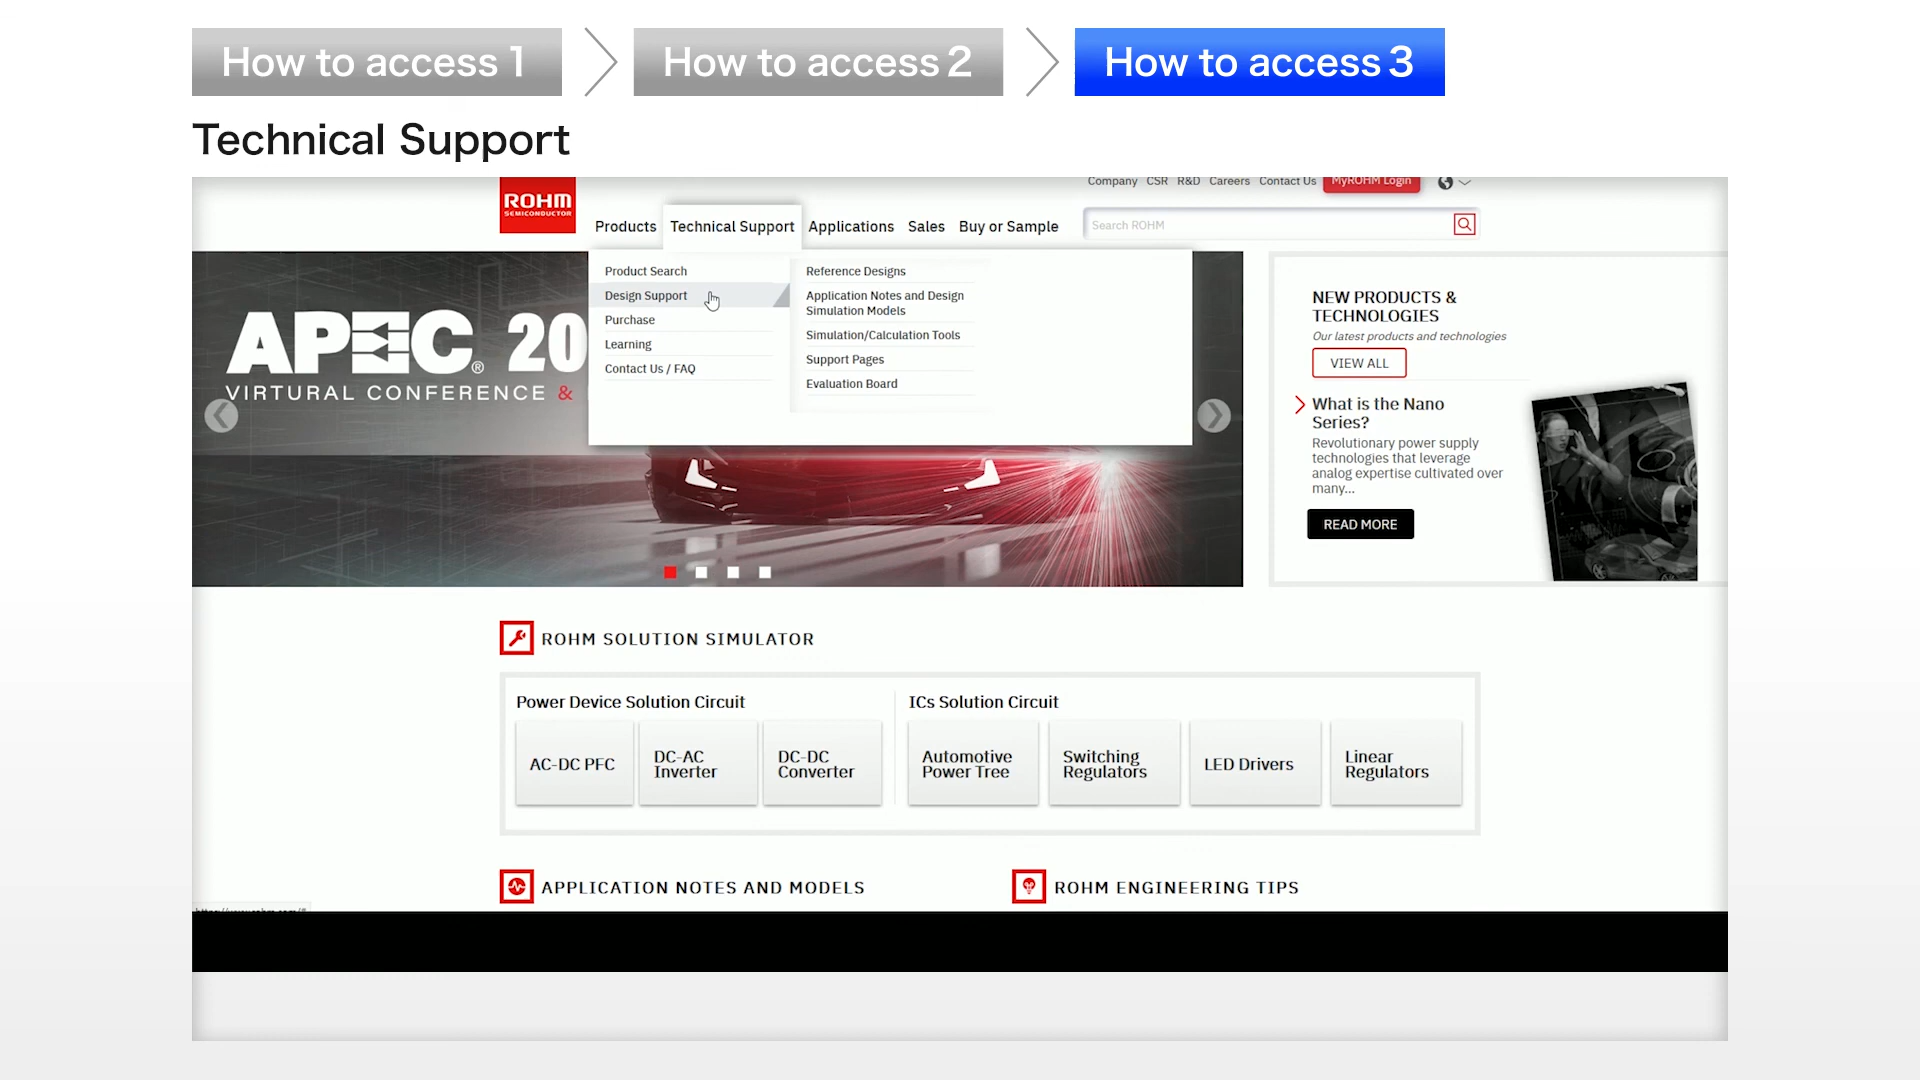 How to access 1
How to access 2
How to access 3
Technical Support
Company CSR R&D Careers Contact Us MyROHM Login
ROHM
SEMICONDUCTOR
Products Technical Support Applications Sales Buy or Sample
Search ROHM
Product Search
Design Support
Purchase
Learning
Contact Us / FAQ
Reference Designs
Application Notes and Design
Simulation Models
Simulation/Calculation Tools
Support Pages
Evaluation Board
APEC® 20
VIRTURAL CONFERENCE &
NEW PRODUCTS &
TECHNOLOGIES
Our latest products and technologies
VIEW ALL
What is the Nano
Series?
Revolutionary power supply
technologies that leverage
analog expertise cultivated over
many...
READ MORE
ROHM SOLUTION SIMULATOR
Power Device Solution Circuit
AC-DC PFC
DC-AC
Inverter
DC-DC
Converter
ICs Solution Circuit
Automotive
Power Tree
Switching
Regulators
LED Drivers
Linear
Regulators
APPLICATION NOTES AND MODELS
ROHM ENGINEERING TIPS